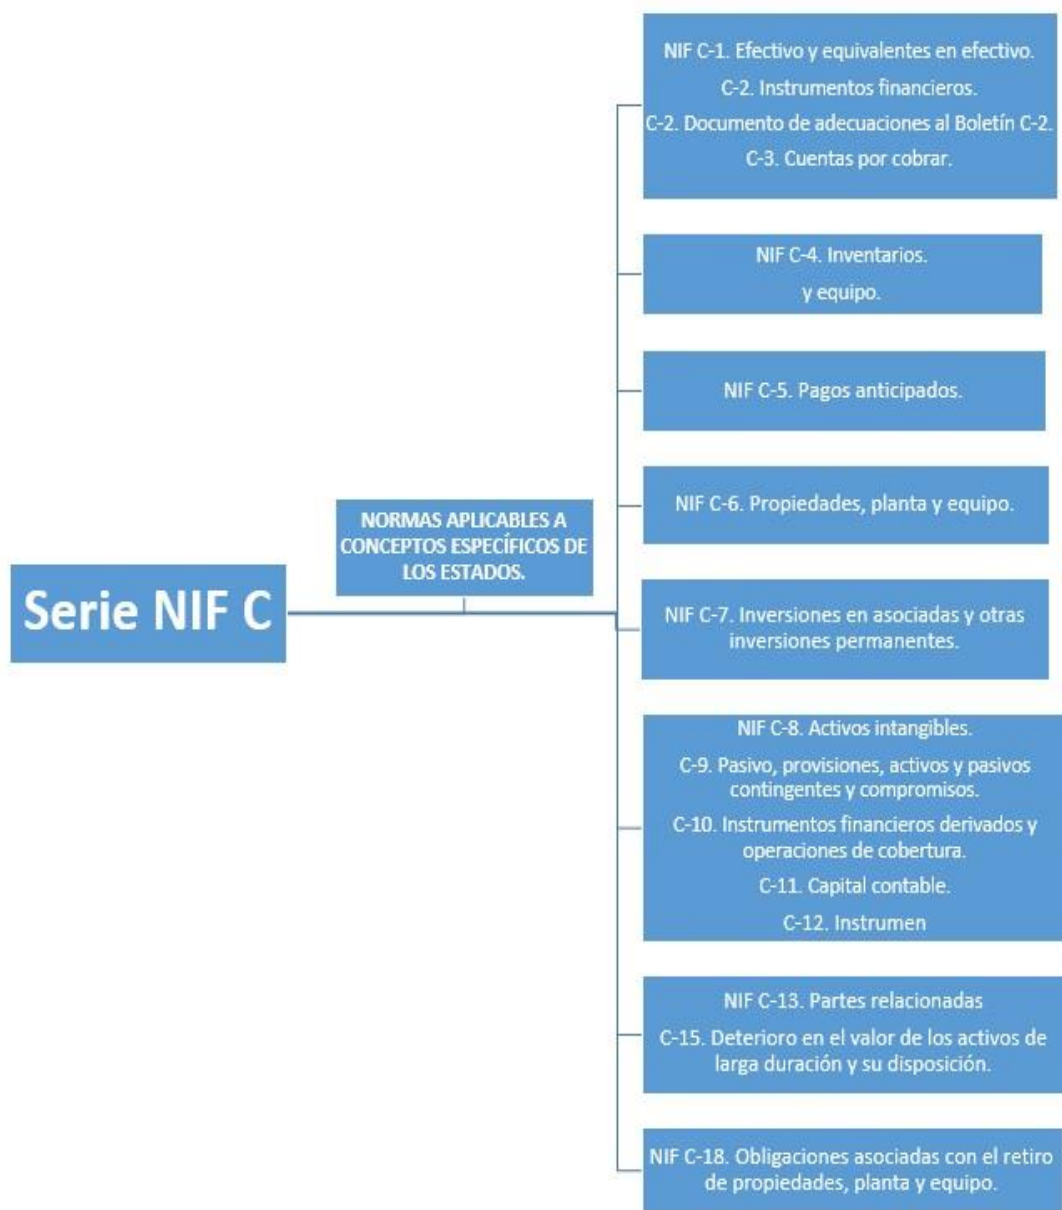 Serie NIF C
NORMAS APLICABLES A
CONCEPTOS ESPECÍFICOS DE
LOS ESTADOS.
NIF C-1. Efectivo y equivalentes en efectivo.
C-2. Instrumentos financieros.
C-2. Documento de adecuaciones al Boletín C-2.
C-3. Cuentas por cobrar.
NIF C-4. Inventarios.
y equipo.
NIF C-5. Pagos anticipados.
NIF C-6. Propiedades, planta y equipo.
NIF C-7. Inversiones en asociadas y otras
inversiones permanentes.
NIF C-8. Activos intangibles.
C-9. Pasivo, provisiones, activos y pasivos
contingentes y compromisos.
C-10. Instrumentos financieros derivados y
operaciones de cobertura.
C-11. Capital contable.
C-12. Instrumen
NIF C-13. Partes relacionadas
C-15. Deterioro en el valor de los activos de
larga duración y su disposición.
NIF C-18. Obligaciones asociadas con el retiro
de propiedades, planta y equipo.